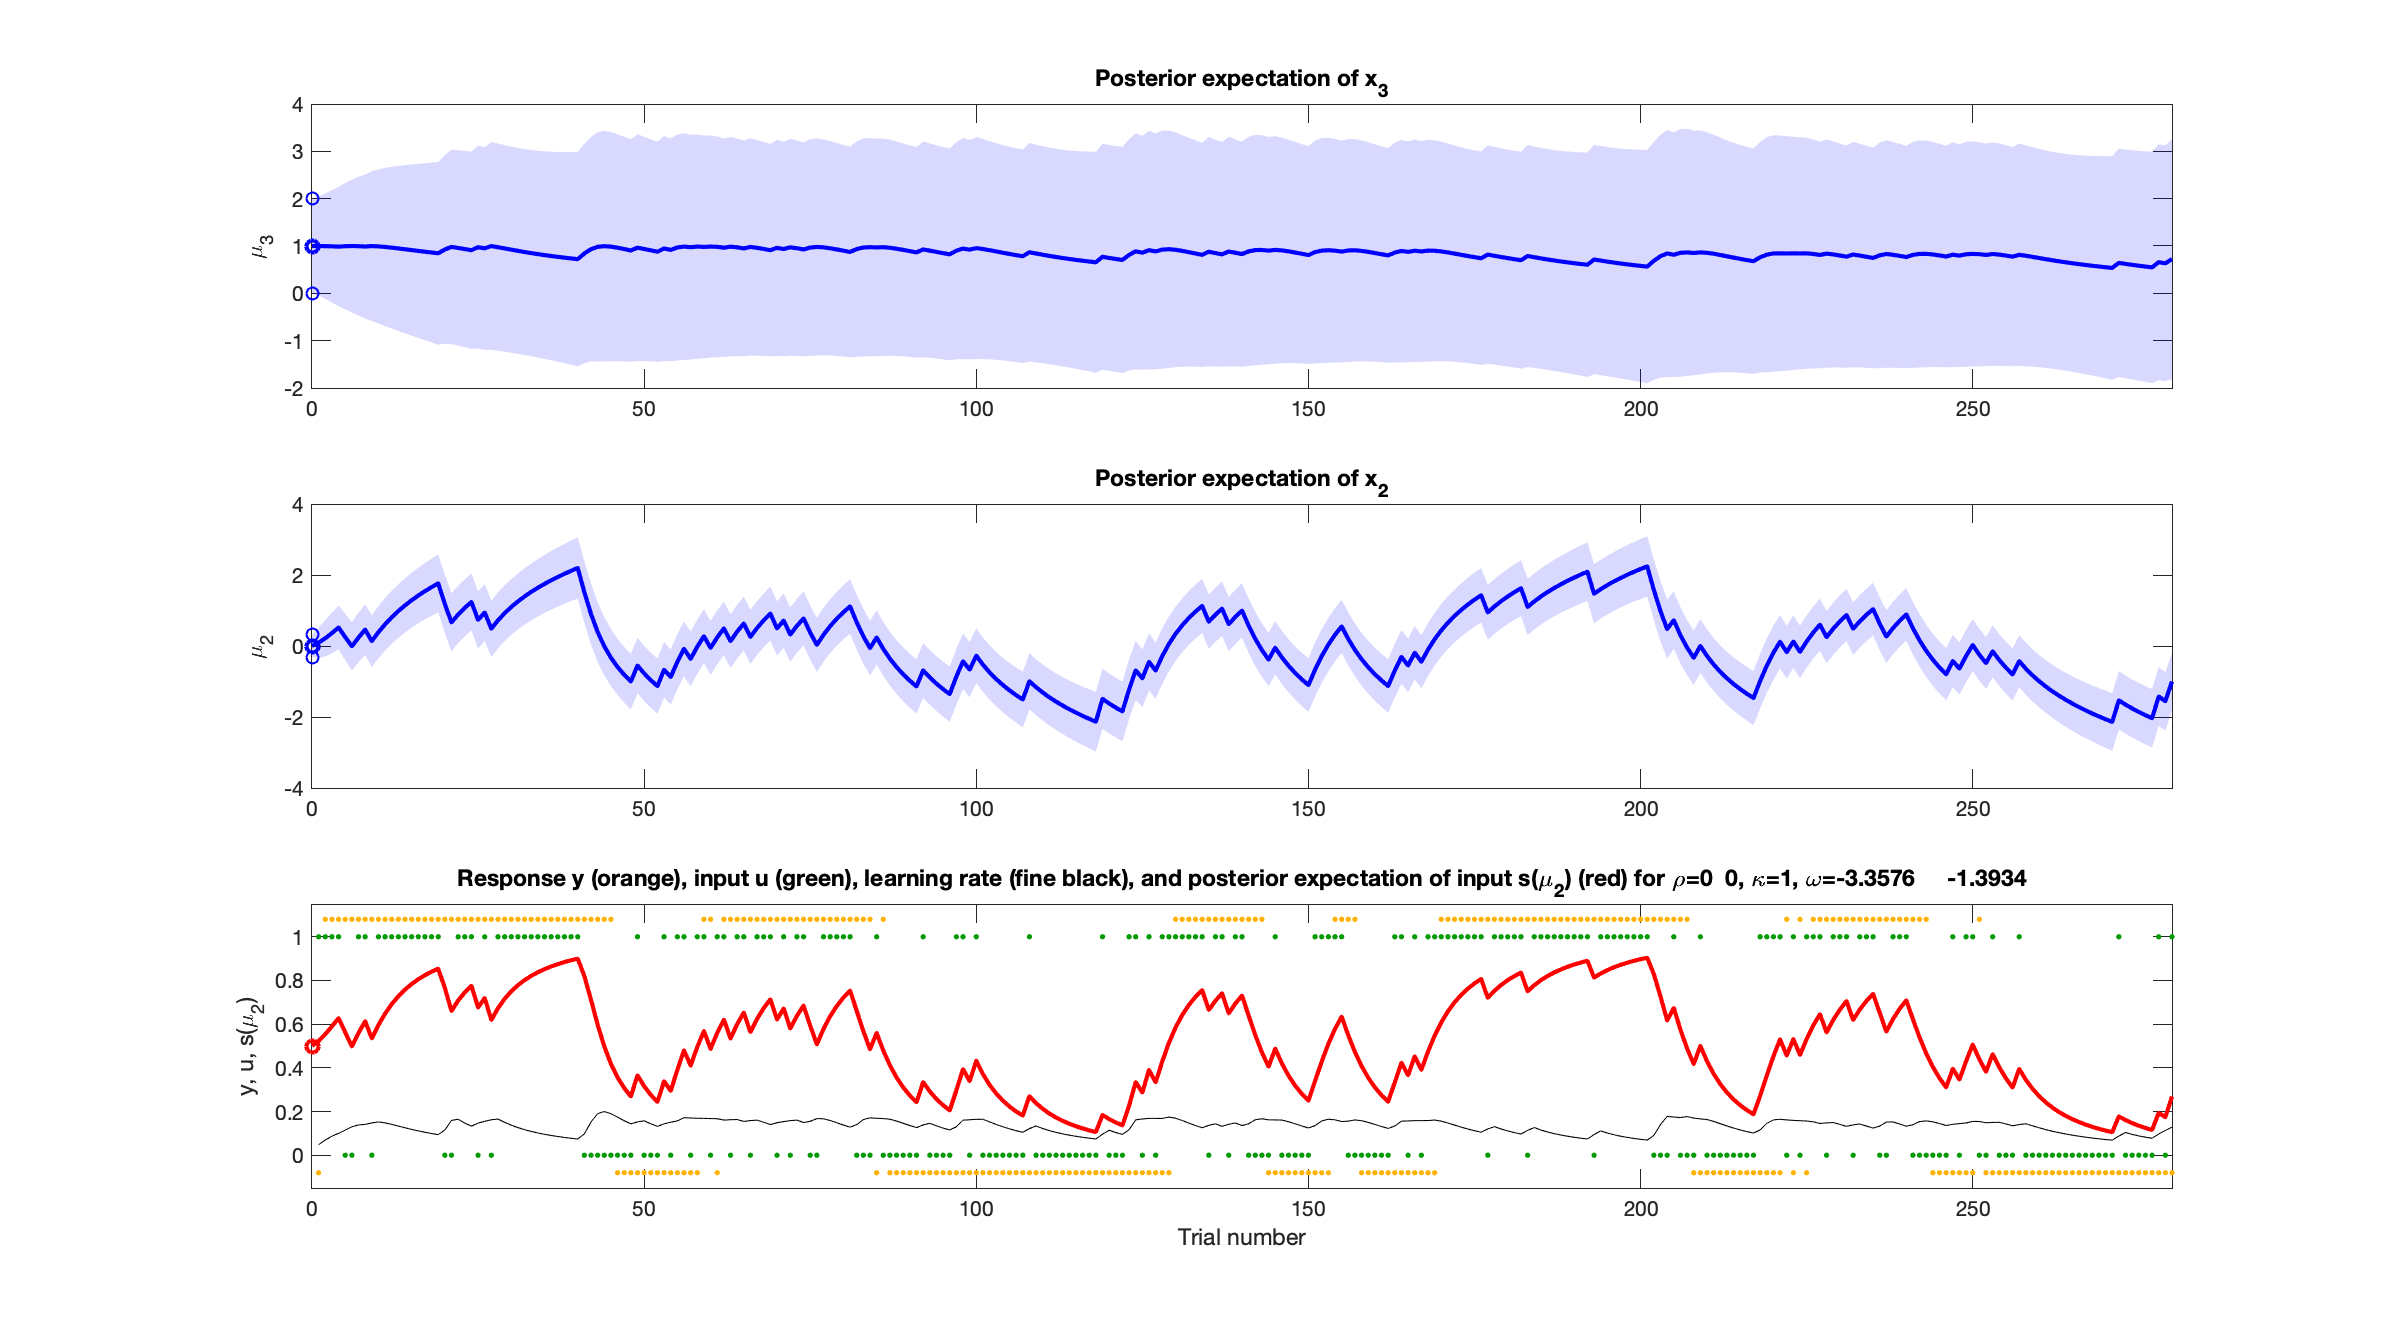 Posterior expectation of x3
4
3
2
1
0
-1
-2
μ3
0 50 100 150 200 250
Posterior expectation of x2
4
2
0
-2
-4
μ2
0 50 100 150 200 250
Response y (orange), input u (green), learning rate (fine black), and posterior expectation of input s(μ2) (red) for ρ=0 0, κ=1, ω=-3.3576 -1.3934
1
0.8
0.6
0.4
0.2
0
y, u, s(μ2)
0 50 100 150 200 250
Trial number